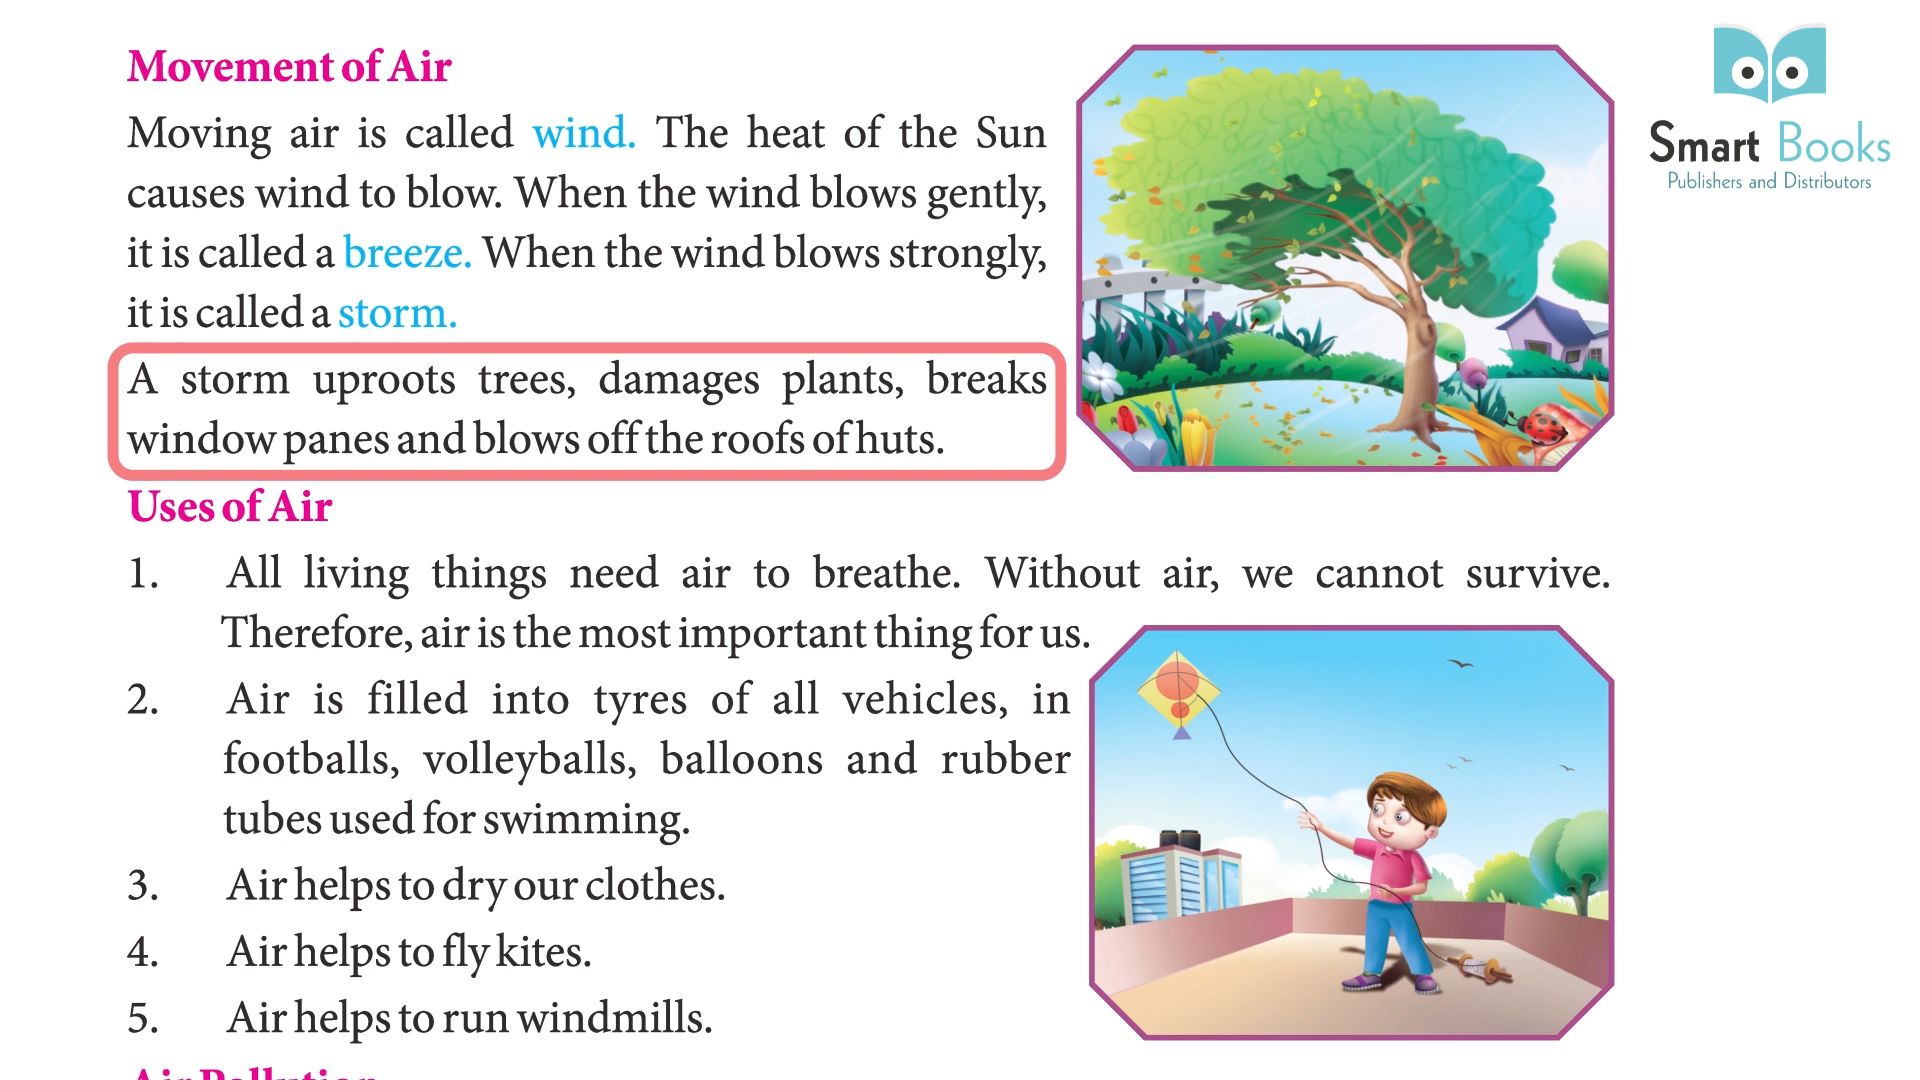 Movement of Air
Moving air is called wind. The heat of the Sun
causes wind to blow. When the wind blows gently,
it is called a breeze. When the wind blows strongly,
it is called a storm.
A storm uproots trees, damages plants, breaks
window panes and blows off the roofs of huts.
Uses of Air
1. All living things need air to breathe. Without air, we cannot survive.
Therefore, air is the most important thing for us.
2. Air is filled into tyres of all vehicles, in
footballs, volleyballs, balloons and rubber
tubes used for swimming.
3. Air helps to dry our clothes.
4. Air helps to fly kites.
5. Air helps to run windmills.
Air Pollution
Smart Books
Publishers and Distributors